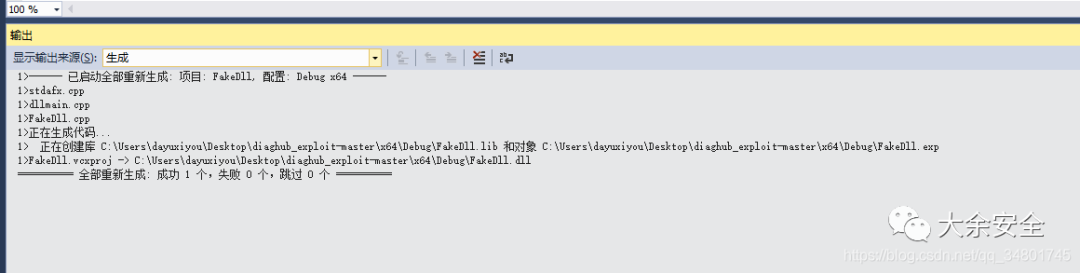 100 %
输出
显示输出来源(S): 生成
1>------ 已启动全部重新生成: 项目: FakeDll, 配置: Debug x64 ------
1>stdafx.cpp
1>dllmain.cpp
1>FakeDll.cpp
1>正在生成代码...
1>  正在创建库 C:\Users\dayuxiyou\Desktop\diaghub_exploit-master\x64\Debug\FakeDll.lib 和对象 C:\Users\dayuxiyou\Desktop\diaghub_exploit-master\x64\Debug\FakeDll.exp
1>FakeDll.vcxproj -> C:\Users\dayuxiyou\Desktop\diaghub_exploit-master\x64\Debug\FakeDll.dll
========== 全部重新生成: 成功 1 个，失败 0 个，跳过 0 个 ==========
大余安全
https://blog.csdn.net/qq_34801745